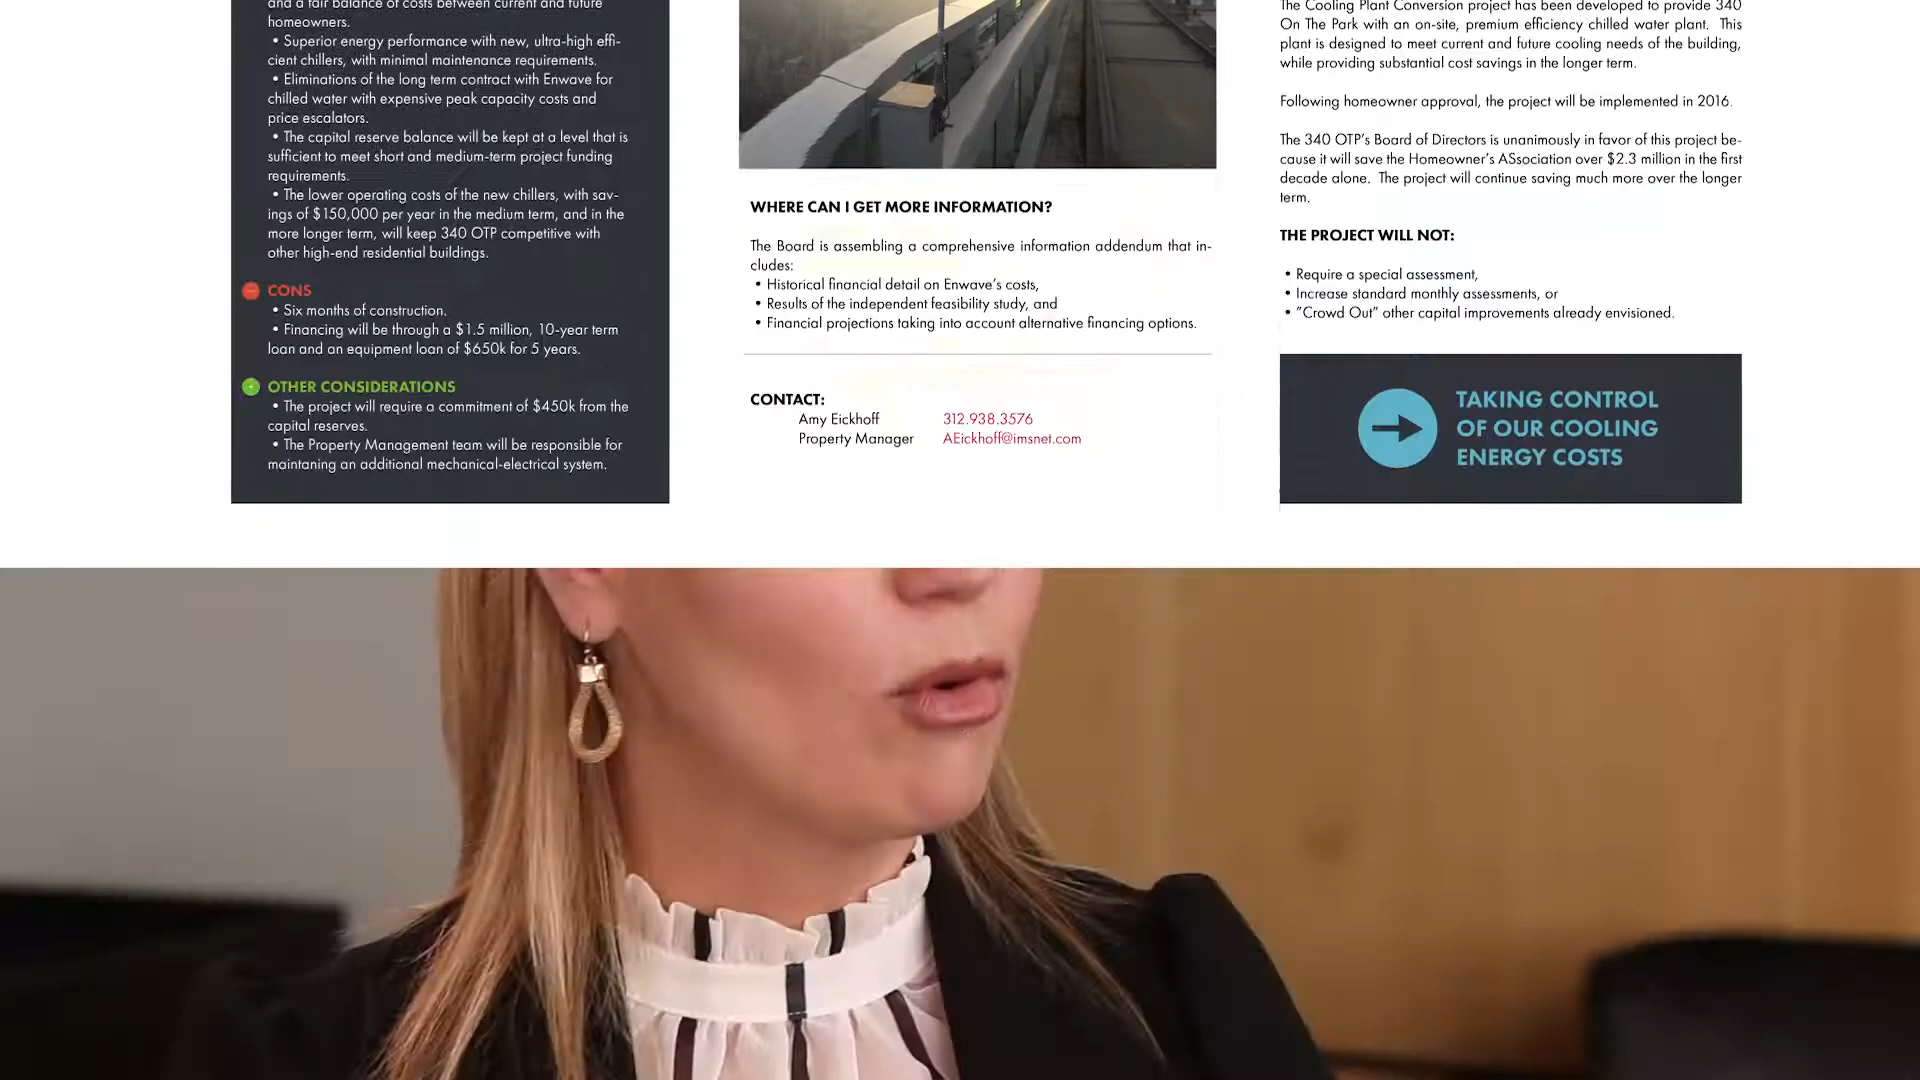 and a fair balance of costs between current and future
homeowners.
• Superior energy performance with new, ultra-high effi-
cient chillers, with minimal maintenance requirements.
• Eliminations of the long term contract with Enwave for
chilled water with expensive peak capacity costs and
price escalators.
• The capital reserve balance will be kept at a level that is
sufficient to meet short and medium-term project funding
requirements.
• The lower operating costs of the new chillers, with sav-
ings of $150,000 per year in the medium term, and in the
more longer term, will keep 340 OTP competitive with
other high-end residential buildings.
CONS
• Six months of construction.
• Financing will be through a $1.5 million, 10-year term
loan and an equipment loan of $650k for 5 years.
OTHER CONSIDERATIONS
• The project will require a commitment of $450k from the
capital reserves.
• The Property Management team will be responsible for
maintaning an additional mechanical-electrical system.
WHERE CAN I GET MORE INFORMATION?
The Board is assembling a comprehensive information addendum that in-
cludes:
• Historical financial detail on Enwave's costs,
• Results of the independent feasibility study, and
• Financial projections taking into account alternative financing options.
CONTACT:
Amy Eickhoff 312.938.3576
Property Manager AEickhoff@imsnet.com
The Cooling Plant Conversion project has been developed to provide 340
On The Park with an on-site, premium efficiency chilled water plant. This
plant is designed to meet current and future cooling needs of the building,
while providing substantial cost savings in the longer term.
Following homeowner approval, the project will be implemented in 2016.
The 340 OTP's Board of Directors is unanimously in favor of this project be-
cause it will save the Homeowner's ASsociation over $2.3 million in the first
decade alone. The project will continue saving much more over the longer
term.
THE PROJECT WILL NOT:
• Require a special assessment,
• Increase standard monthly assessments, or
• "Crowd Out" other capital improvements already envisioned.
TAKING CONTROL
OF OUR COOLING
ENERGY COSTS